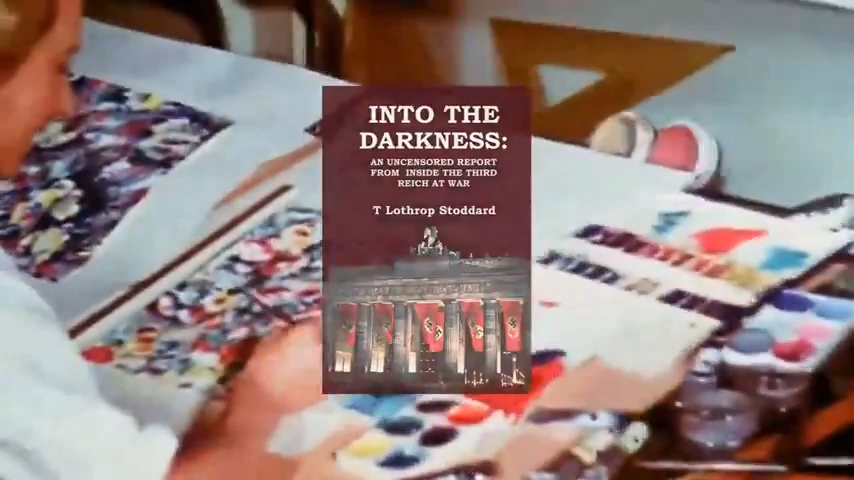 INTO THE
DARKNESS:
AN UNCENSORED REPORT
FROM INSIDE THE THIRD
REICH AT WAR
T Lothrop Stoddard